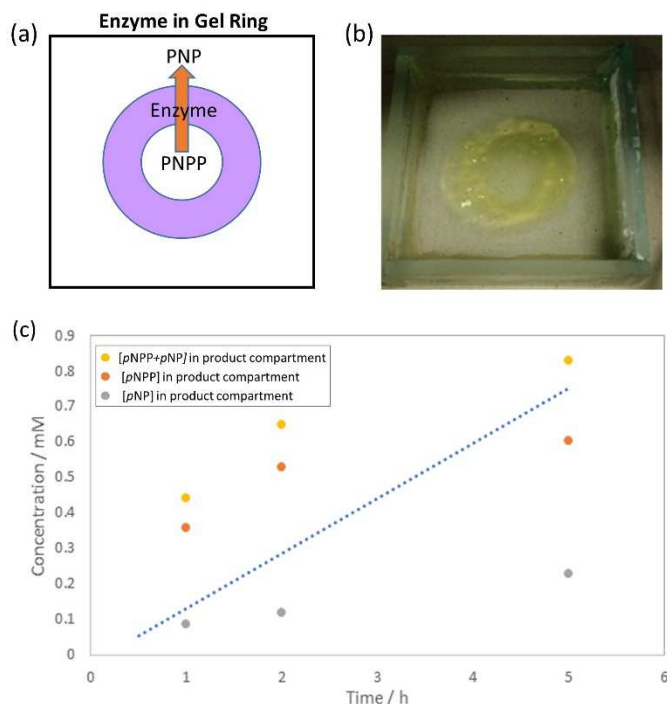 Enzyme in Gel Ring
(a)
PNP
Enzyme
PNPP
(b)
(c)
0.9
0.8
0.7
0.6
0.5
0.4
0.3
0.2
0.1
0
Concentration / mM
[pNPP+pNP] in product compartment
[pNPP] in product compartment
[pNP] in product compartment
0 1 2 3 4 5 6
Time / h